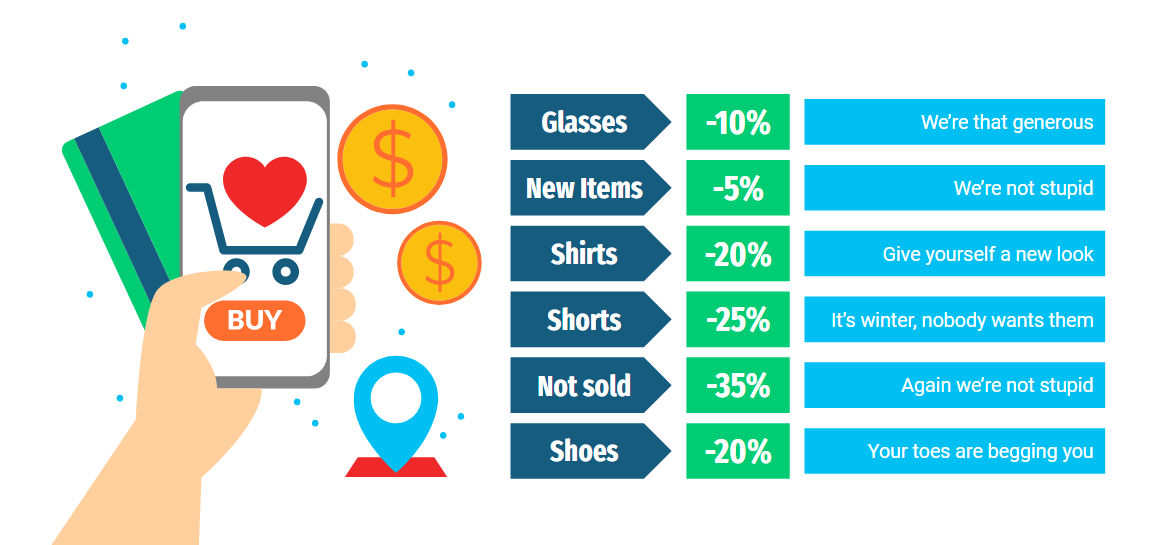 $
$
BUY
Glasses -10% We're that generous
New Items -5% We're not stupid
Shirts -20% Give yourself a new look
Shorts -25% It's winter, nobody wants them
Not sold -35% Again we're not stupid
Shoes -20% Your toes are begging you